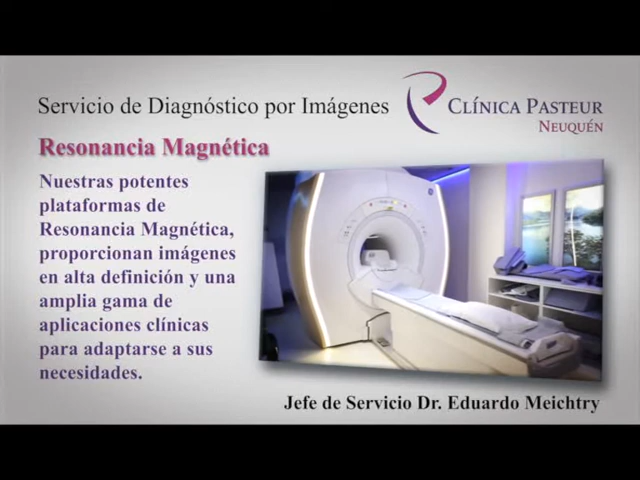 Servicio de Diagnóstico por Imágenes
CLÍNICA PASTEUR
NEUQUÉN
Resonancia Magnética
Nuestras potentes
plataformas de
Resonancia Magnética,
proporcionan imágenes
en alta definición y una
amplia gama de
aplicaciones clínicas
para adaptarse a sus
necesidades.
Jefe de Servicio Dr. Eduardo Meichtry